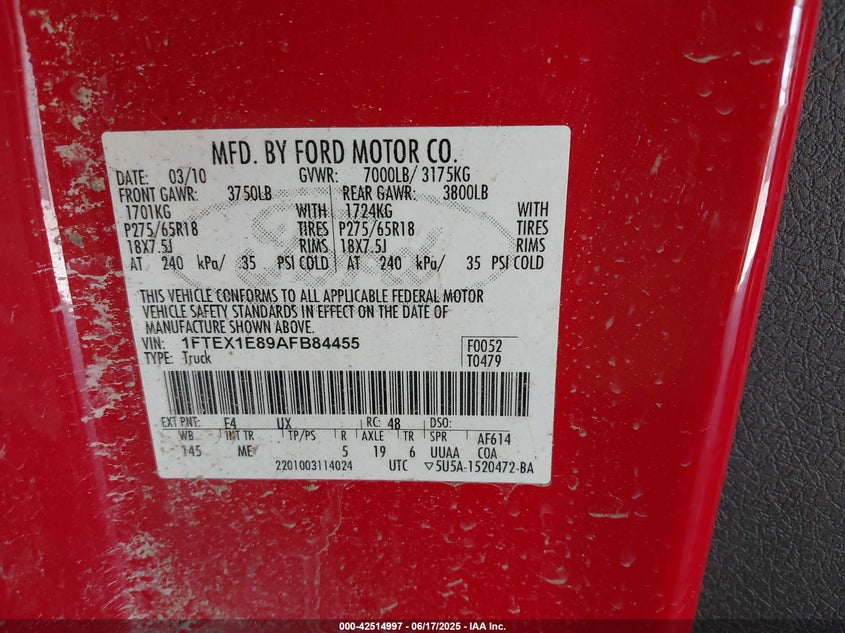 MFD. BY FORD MOTOR CO.
DATE: 03/10 GVWR: 7000LB/ 3175KG
FRONT GAWR: 3750LB REAR GAWR: 3800LB
1701KG WITH 1724KG WITH
P275/65R18 TIRES P275/65R18 TIRES
18X7.5J RIMS 18X7.5J RIMS
AT 240 kPa/ 35 PSI COLD AT 240 kPa/ 35 PSI COLD
THIS VEHICLE CONFORMS TO ALL APPLICABLE FEDERAL MOTOR
VEHICLE SAFETY STANDARDS IN EFFECT ON THE DATE OF
MANUFACTURE SHOWN ABOVE.
VIN: 1FTEX1E89AFB84455 F0052
TYPE: Truck T0479
EXT PNT: E4 UX RC: 48 DSO:
WB INT TR TP/PS R AXLE TR SPR AF614
145 ME 5 19 6 UUAA COA
2201003114024 UTC ▽5U5A-1520472-BA
000-42514997 - 06/17/2025 - IAA Inc.